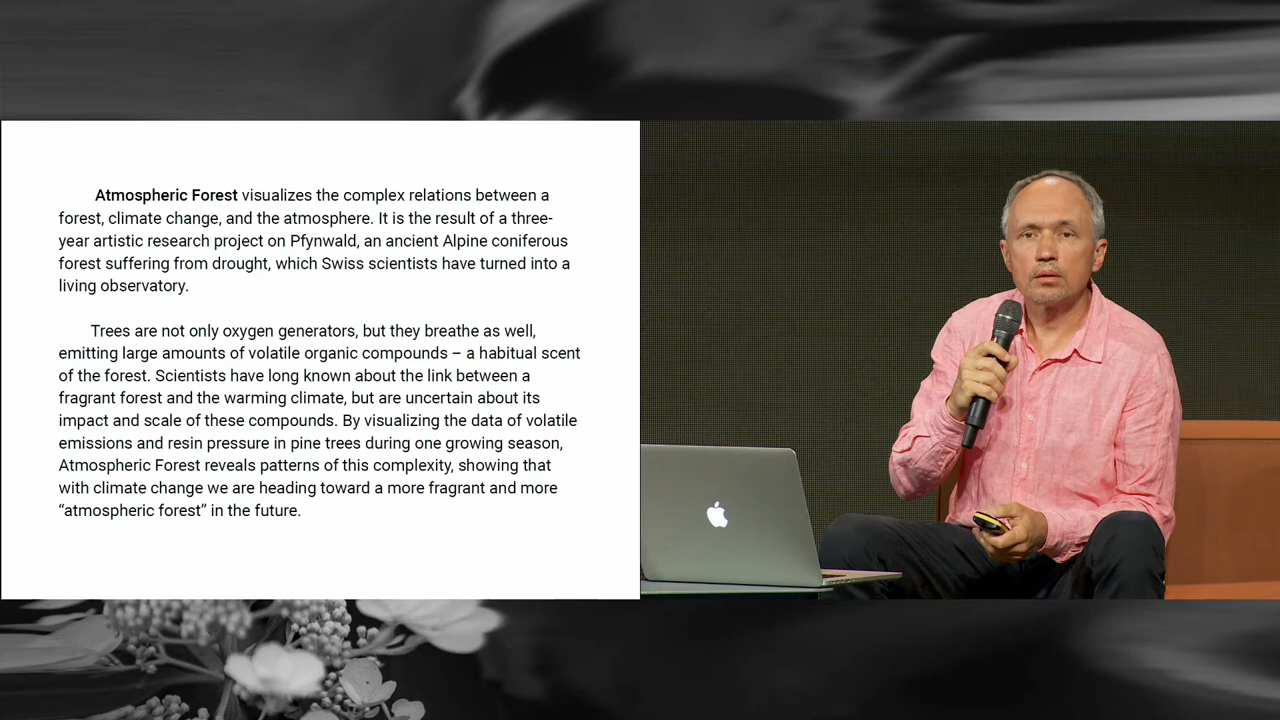 Atmospheric Forest visualizes the complex relations between a
forest, climate change, and the atmosphere. It is the result of a three-
year artistic research project on Pfynwald, an ancient Alpine coniferous
forest suffering from drought, which Swiss scientists have turned into a
living observatory.
Trees are not only oxygen generators, but they breathe as well,
emitting large amounts of volatile organic compounds – a habitual scent
of the forest. Scientists have long known about the link between a
fragrant forest and the warming climate, but are uncertain about its
impact and scale of these compounds. By visualizing the data of volatile
emissions and resin pressure in pine trees during one growing season,
Atmospheric Forest reveals patterns of this complexity, showing that
with climate change we are heading toward a more fragrant and more
“atmospheric forest” in the future.